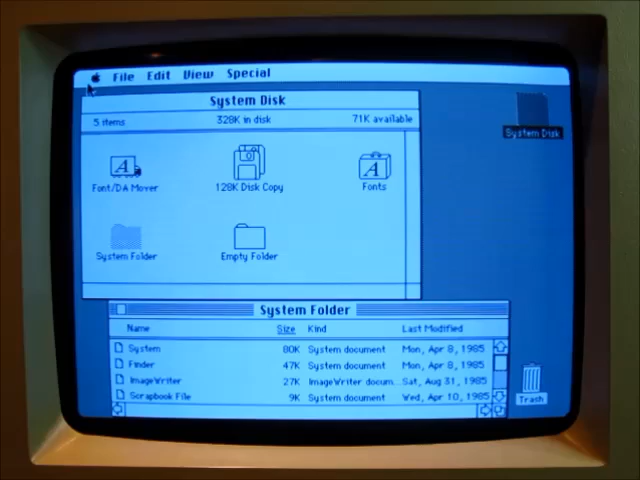 File Edit View Special
System Disk
5 items 328K in disk 71K available
System Disk
Font/DA Mover 128K Disk Copy Fonts
System Folder Empty Folder
System Folder
Name Size Kind Last Modified
System 80K System document Mon, Apr 8, 1985
Finder 47K System document Mon, Apr 8, 1985
ImageWriter 27K ImageWriter docum... Sat, Aug 31, 1985
Scrapbook File 9K System document Wed, Apr 10, 1985
Trash